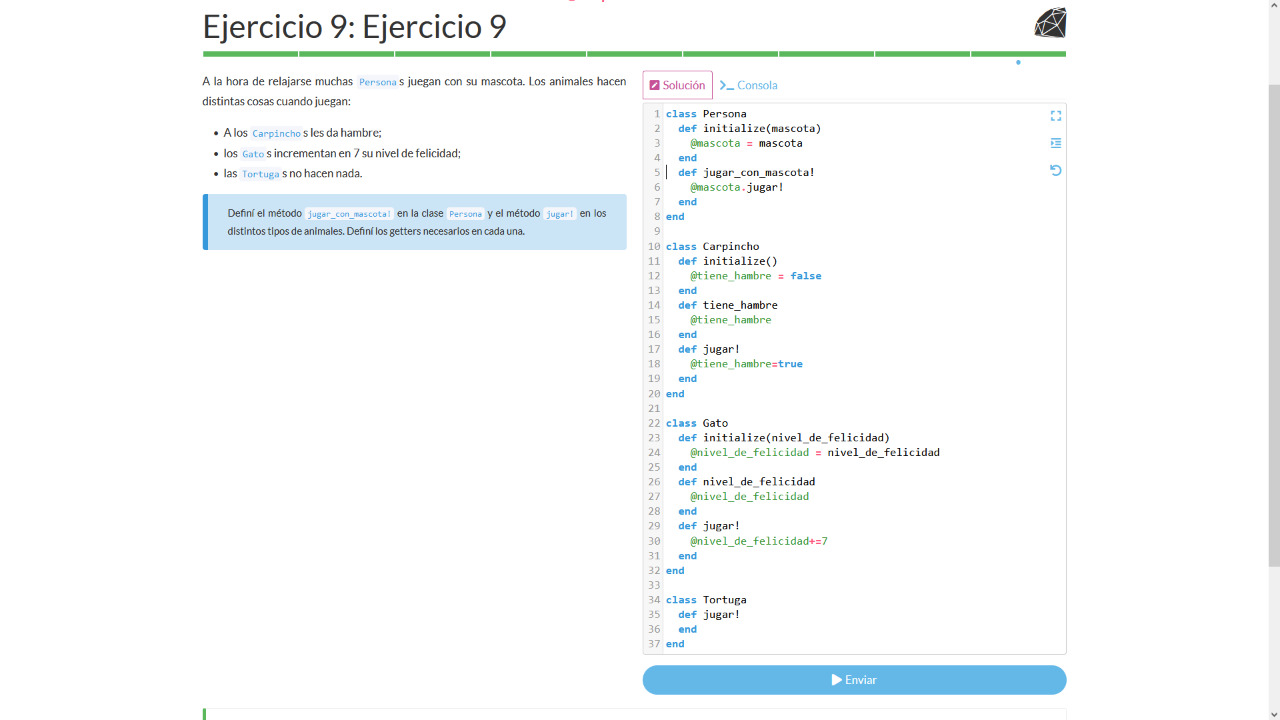 Ejercicio 9: Ejercicio 9
A la hora de relajarse muchas Persona s juegan con su mascota. Los animales hacen
distintas cosas cuando juegan:
A los Carpincho s les da hambre;
los Gato s incrementan en 7 su nivel de felicidad;
las Tortuga s no hacen nada.
Definí el método jugar_con_mascota! en la clase Persona y el método jugar! en los
distintos tipos de animales. Definí los getters necesarios en cada una.
Solución Consola
1 class Persona
2 def initialize(mascota)
3 @mascota = mascota
4 end
5 def jugar_con_mascota!
6 @mascota.jugar!
7 end
8 end
9
10 class Carpincho
11 def initialize()
12 @tiene_hambre = false
13 end
14 def tiene_hambre
15 @tiene_hambre
16 end
17 def jugar!
18 @tiene_hambre=true
19 end
20 end
21
22 class Gato
23 def initialize(nivel_de_felicidad)
24 @nivel_de_felicidad = nivel_de_felicidad
25 end
26 def nivel_de_felicidad
27 @nivel_de_felicidad
28 end
29 def jugar!
30 @nivel_de_felicidad+=7
31 end
32 end
33
34 class Tortuga
35 def jugar!
36 end
37 end
Enviar